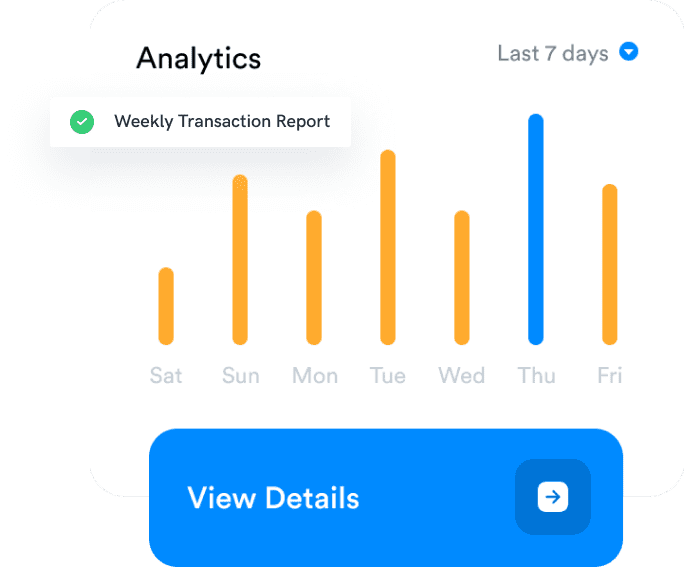 Analytics
Last 7 days
Weekly Transaction Report
Sat Sun Mon Tue Wed Thu Fri
View Details